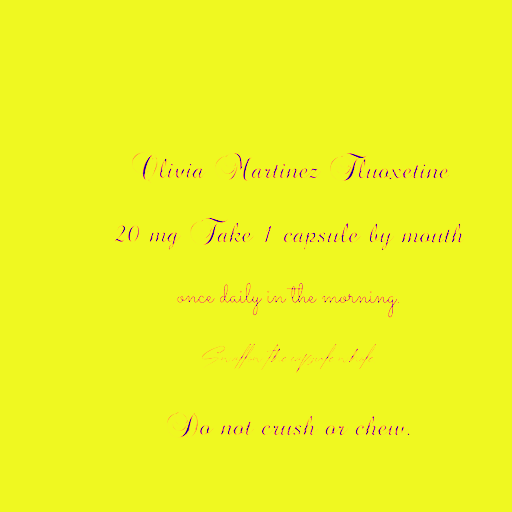 Olivia Martinez Fluoxetine
20 mg Take 1 capsule by mouth
once daily in the morning.
Do not crush or chew.